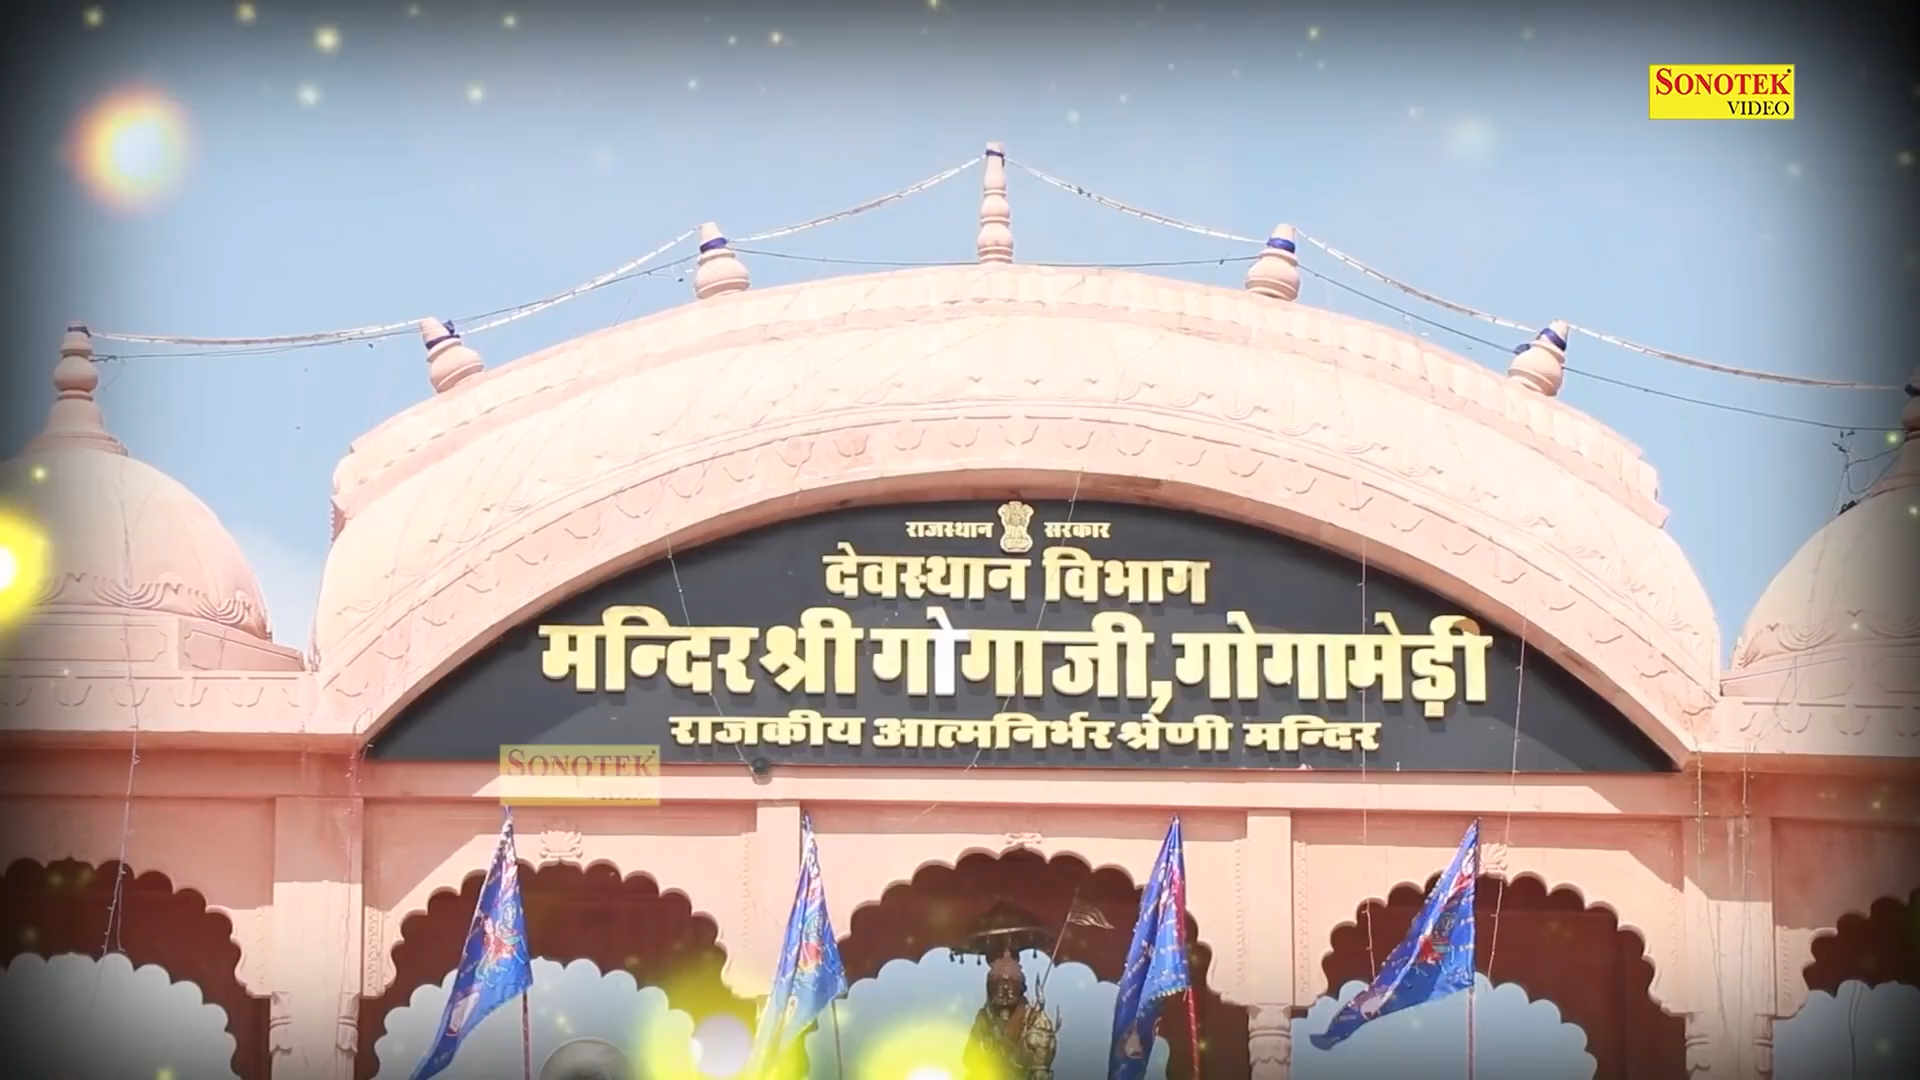 SONOTEK
VIDEO
राजस्थान सरकार
देवस्थान विभाग
मन्दिर श्री गोगाजी, गोगामेड़ी
राजकीय आत्मनिर्भर श्रेणी मन्दिर
SONOTEK